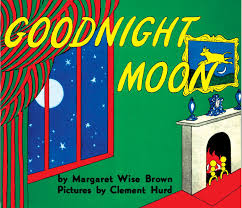 GOODNIGHT
MOON
by Margaret Wise Brown
Pictures by Clement Hurd